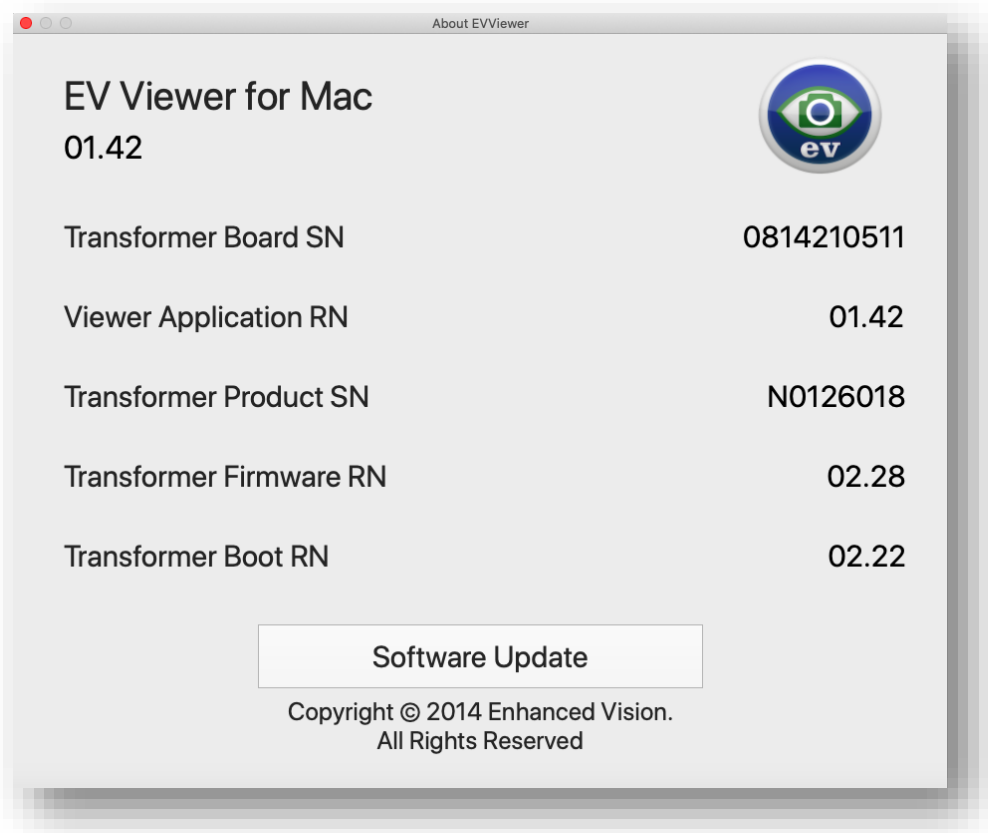 About EVViewer
EV Viewer for Mac
01.42
ev
Transformer Board SN 0814210511
Viewer Application RN 01.42
Transformer Product SN N0126018
Transformer Firmware RN 02.28
Transformer Boot RN 02.22
Software Update
Copyright © 2014 Enhanced Vision.
All Rights Reserved